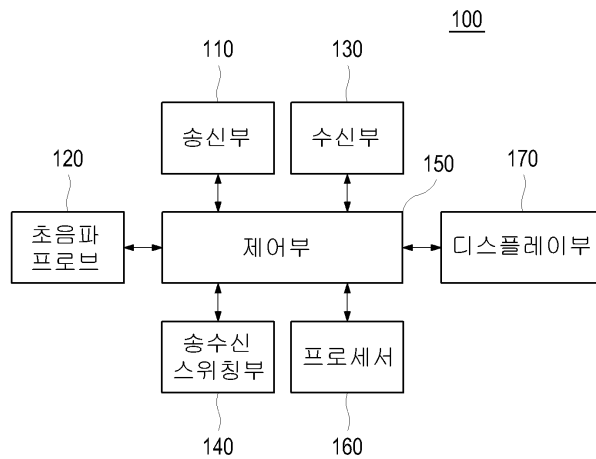 100
110
130
송신부
수신부
120
150
170
초음파
프로브
제어부
디스플레이부
송수신
스위칭부
프로세서
140
160